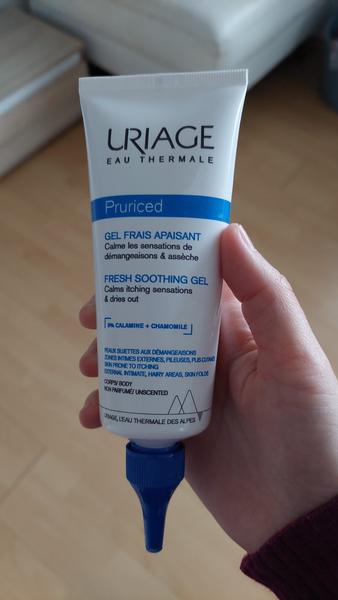 URIAGE
EAU THERMALE
Pruriced
GEL FRAIS APAISANT
Calme les sensations de
démangeaisons & assèche
FRESH SOOTHING GEL
Calms itching sensations
& dries out
CALAMINE + CHAMOMILE
PEAUX SUJETTES AUX DÉMANGEAISONS
ZONES INTIMES EXTERNES, PILEUSES, PLIS CUTANÉS
SKIN PRONE TO ITCHING
EXTERNAL INTIMATE, HAIRY AREAS, SKIN FOLDS
CORPS/ BODY
NON PARFUMÉ/ UNSCENTED
URIAGE, L'EAU THERMALE DES ALPES